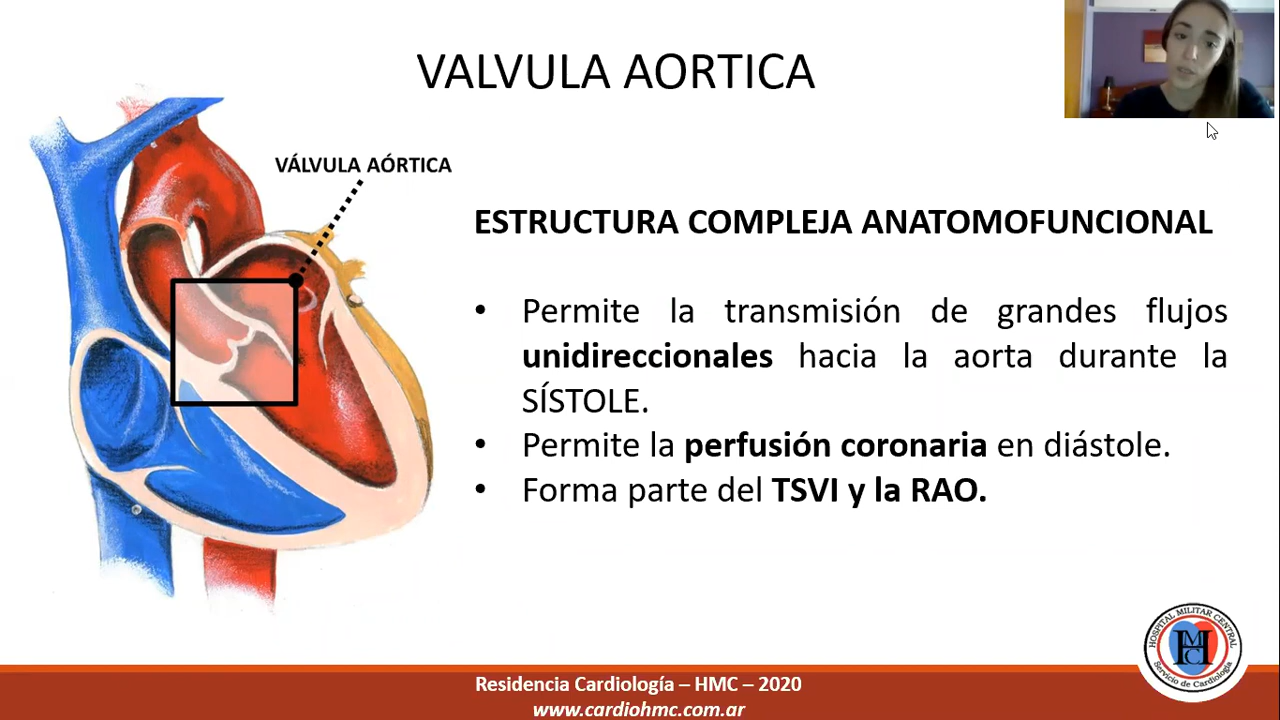 VALVULA AORTICA
VÁLVULA AÓRTICA
ESTRUCTURA COMPLEJA ANATOMOFUNCIONAL
• Permite la transmisión de grandes flujos
unidireccionales hacia la aorta durante la
SÍSTOLE.
• Permite la perfusión coronaria en diástole.
• Forma parte del TSVI y la RAO.
HOSPITAL MILITAR CENTRAL
HMC
Servicio de Cardiología
Residencia Cardiología – HMC – 2020
www.cardiohmc.com.ar